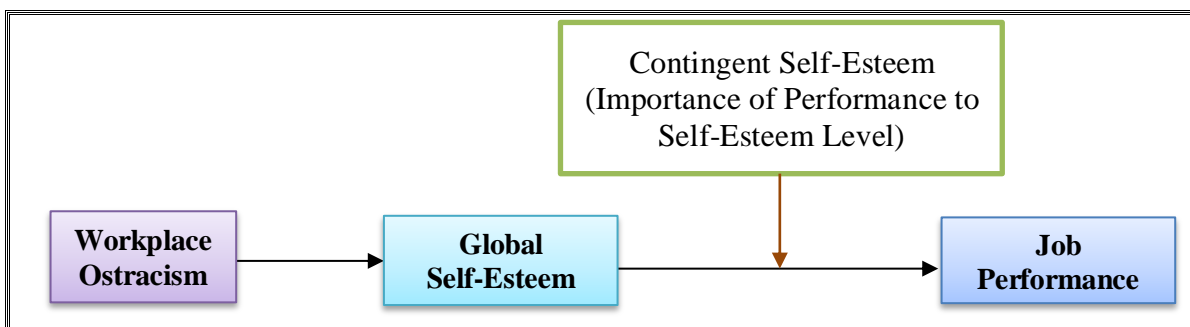 Contingent Self-Esteem
(Importance of Performance to
Self-Esteem Level)
Workplace
Ostracism
Global
Self-Esteem
Job
Performance